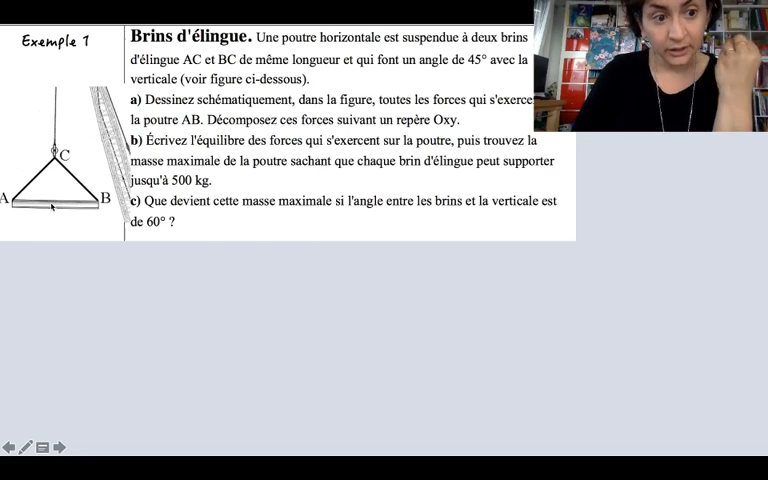 Exemple 1
Brins d'élingue. Une poutre horizontale est suspendue à deux brins
d'élingue AC et BC de même longueur et qui font un angle de 45° avec la
verticale (voir figure ci-dessous).
a) Dessinez schématiquement, dans la figure, toutes les forces qui s'exerce
la poutre AB. Décomposez ces forces suivant un repère Oxy.
b) Écrivez l'équilibre des forces qui s'exercent sur la poutre, puis trouvez la
masse maximale de la poutre sachant que chaque brin d'élingue peut supporter
jusqu'à 500 kg.
c) Que devient cette masse maximale si l'angle entre les brins et la verticale est
de 60° ?
C
A
B